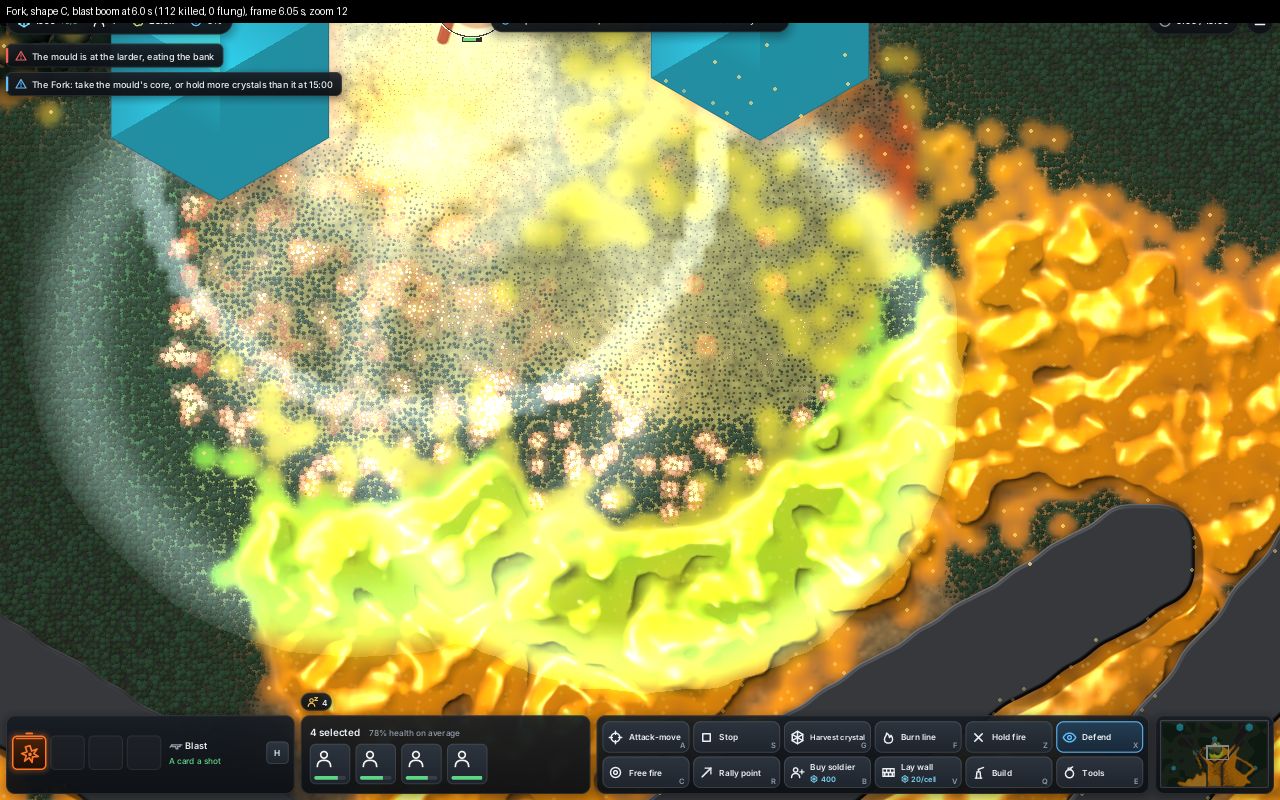 Fork, shape C, blast boom at 6.0 s (112 killed, 0 flung), frame 6.05 s, zoom 12
The mould is at the larder, eating the bank
The Fork: take the mould's core, or hold more crystals than it at 15:00
4
Blast
A card a shot
H
4 selected 78% health on average
Attack-move A
Stop S
Harvest crystal G
Burn line F
Hold fire Z
Defend X
Free fire C
Rally point R
Buy soldier 400 B
Lay wall 20/cell V
Build Q
Tools E